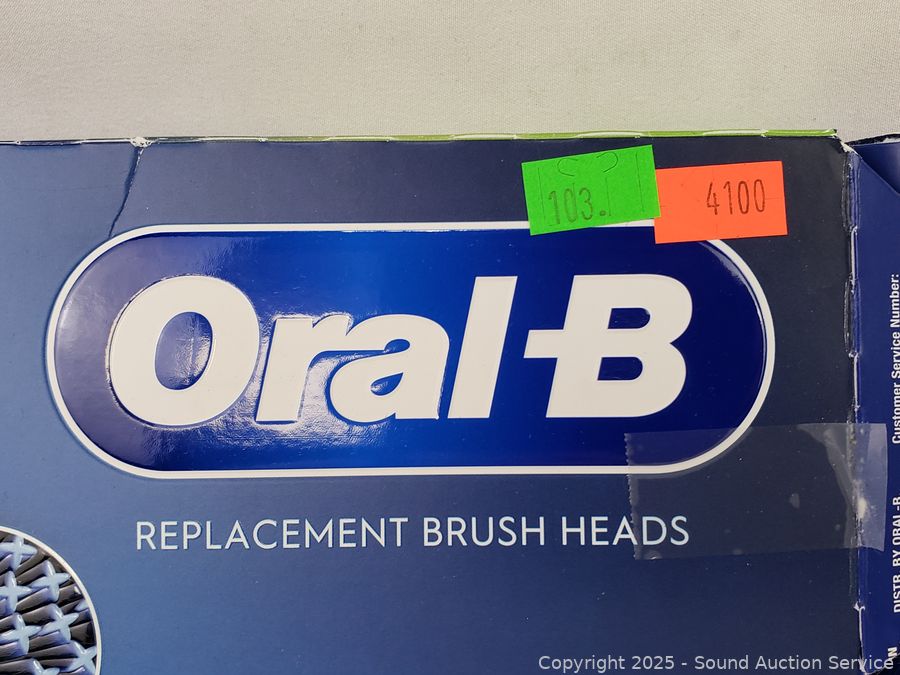 103.
4100
Oral-B
REPLACEMENT BRUSH HEADS
Customer Service Number:
DISTR. BY ORAL-B
Copyright 2025 - Sound Auction Service